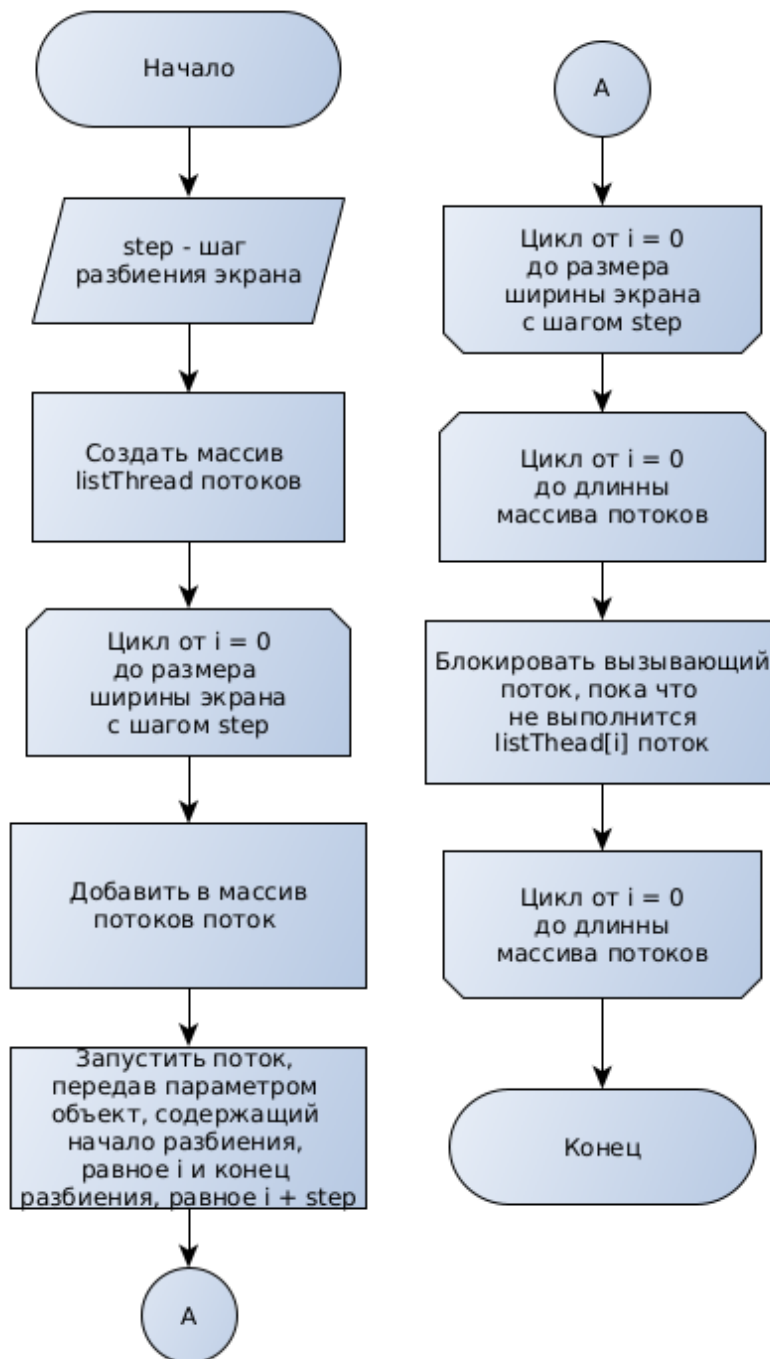 Начало
step - шаг
разбиения экрана
Создать массив
listThread потоков
Цикл от i = 0
до размера
ширины экрана
с шагом step
Добавить в массив
потоков поток
Запустить поток,
передав параметром
объект, содержащий
начало разбиения,
равное i и конец
разбиения, равное i + step
А
А
Цикл от i = 0
до размера
ширины экрана
с шагом step
Цикл от i = 0
до длинны
массива потоков
Блокировать вызывающий
поток, пока что
не выполнится
listThead[i] поток
Цикл от i = 0
до длинны
массива потоков
Конец